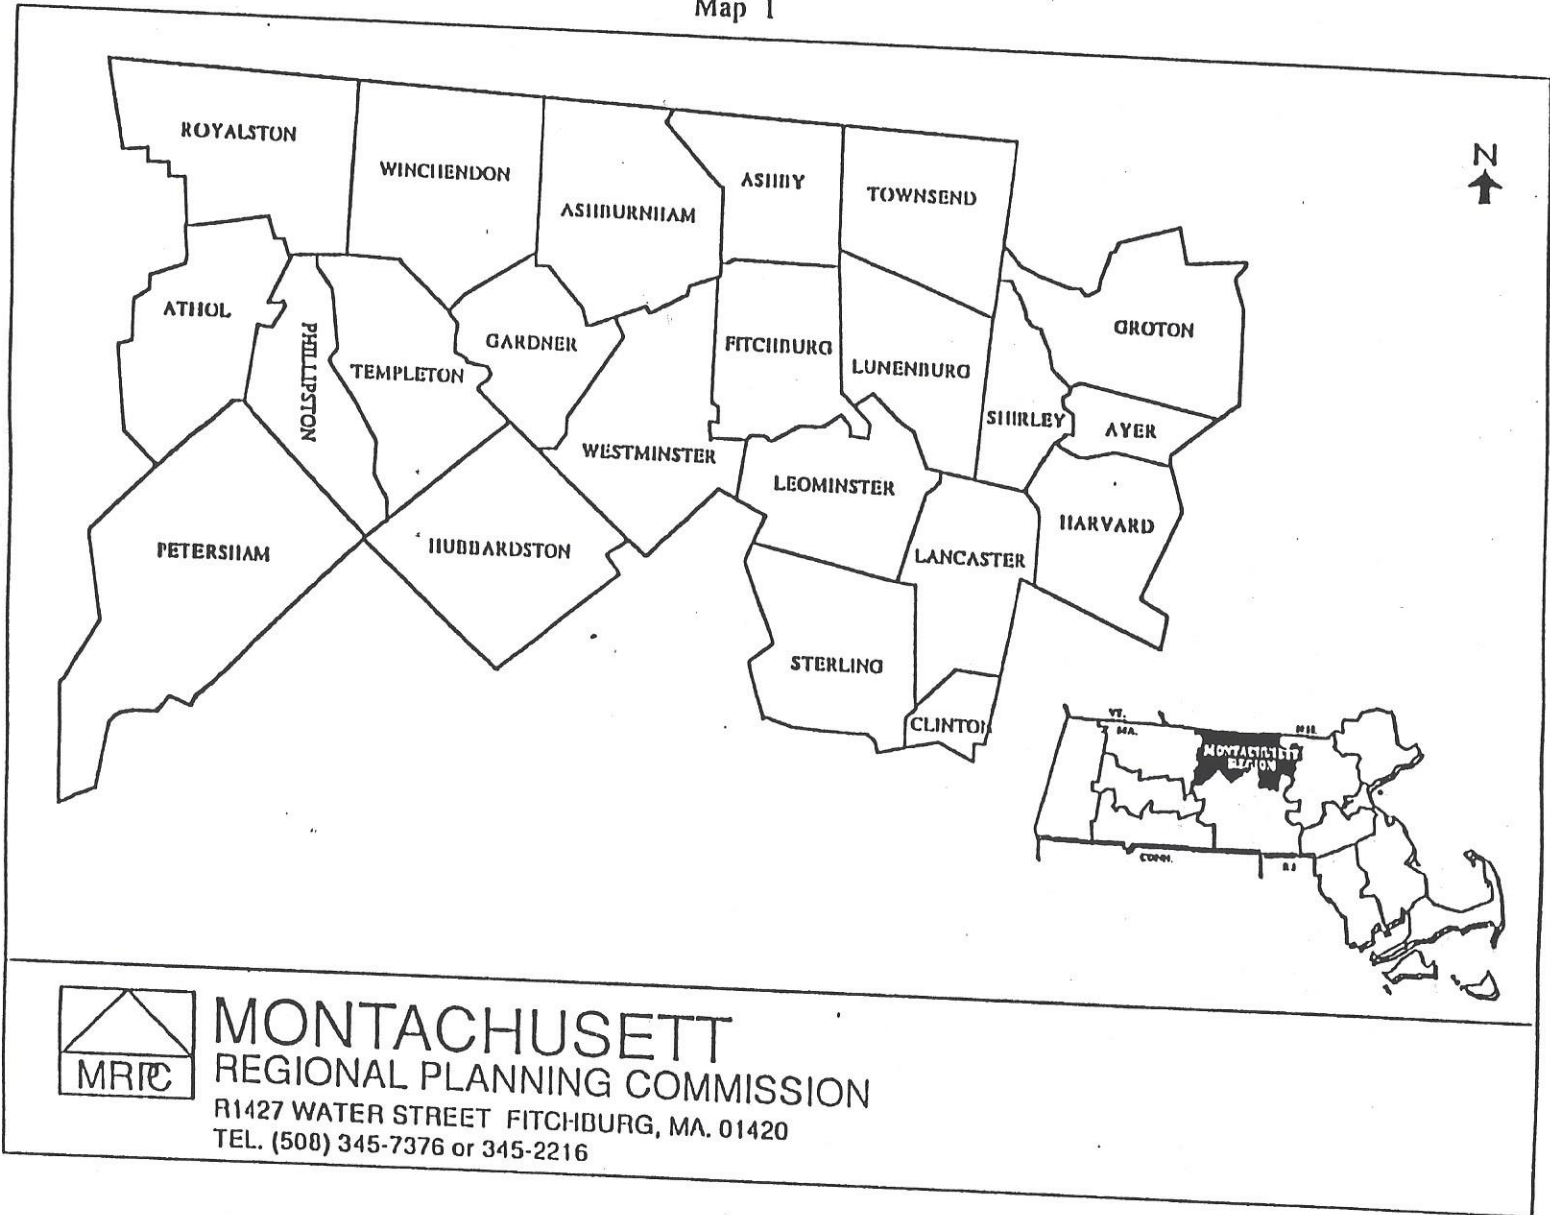 Map 1
ROYALSTON
WINCHENDON
ASHBURNHAM
ASHBY
TOWNSEND
N
ATHOL
PHILLIPSTON
TEMPLETON
GARDNER
FITCHBURG
LUNENBURG
GROTON
SHIRLEY
AYER
WESTMINSTER
LEOMINSTER
HARVARD
PETERSHAM
HUBBARDSTON
LANCASTER
STERLING
CLINTON
VT.
MA.
NH.
MONTACHUSETT
REGION
CONN.
RI
MRPC
MONTACHUSETT
REGIONAL PLANNING COMMISSION
R1427 WATER STREET FITCHBURG, MA. 01420
TEL. (508) 345-7376 or 345-2216